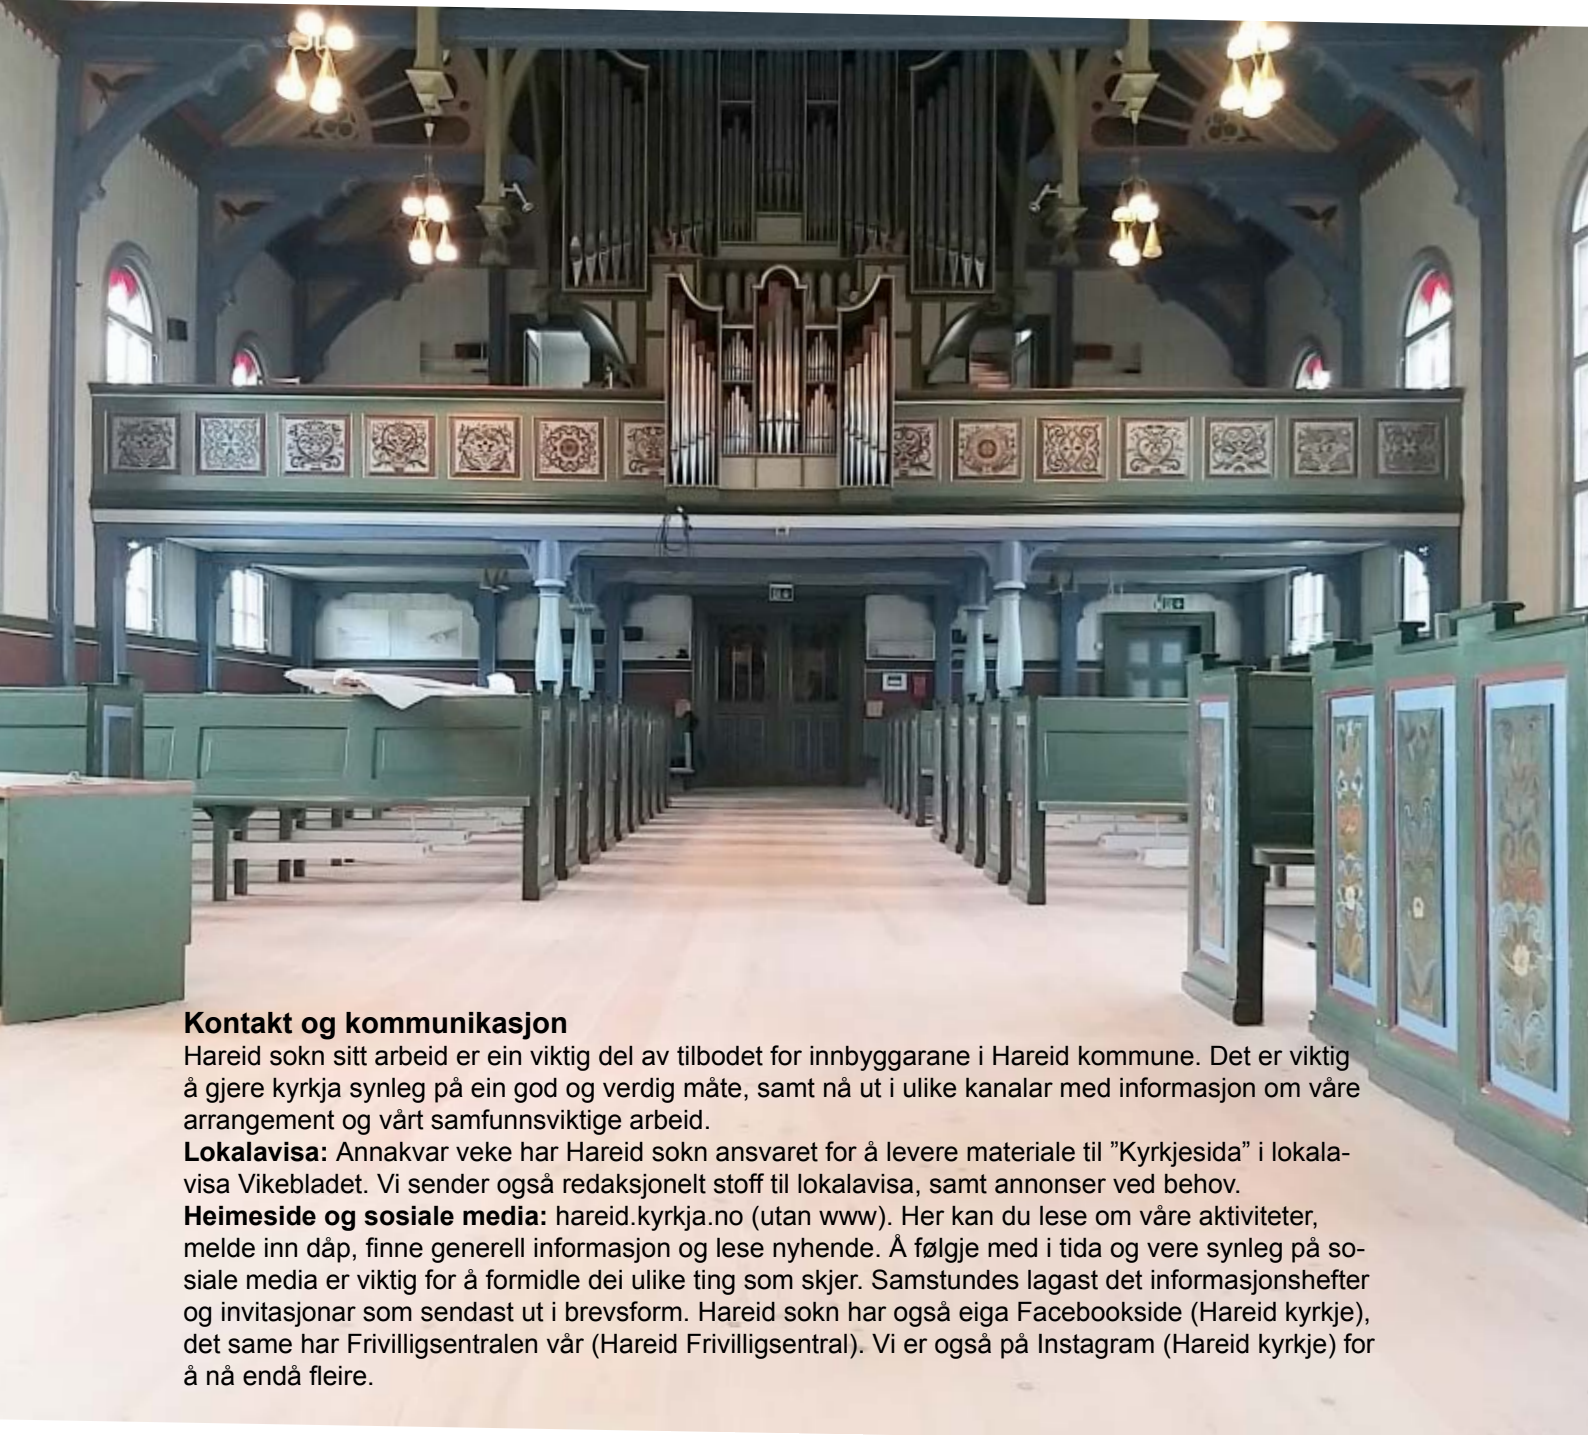 Kontakt og kommunikasjon
Hareid sokn sitt arbeid er ein viktig del av tilbodet for innbyggarane i Hareid kommune. Det er viktig
å gjere kyrkja synleg på ein god og verdig måte, samt nå ut i ulike kanalar med informasjon om våre
arrangement og vårt samfunnsviktige arbeid.
Lokalavisa: Annakvar veke har Hareid sokn ansvaret for å levere materiale til ”Kyrkjesida” i lokala-
visa Vikebladet. Vi sender også redaksjonelt stoff til lokalavisa, samt annonser ved behov.
Heimeside og sosiale media: hareid.kyrkja.no (utan www). Her kan du lese om våre aktiviteter,
melde inn dåp, finne generell informasjon og lese nyhende. Å følgje med i tida og vere synleg på so-
siale media er viktig for å formidle dei ulike ting som skjer. Samstundes lagast det informasjonshefter
og invitasjonar som sendast ut i brevsform. Hareid sokn har også eiga Facebookside (Hareid kyrkje),
det same har Frivilligsentralen vår (Hareid Frivilligsentral). Vi er også på Instagram (Hareid kyrkje) for
å nå endå fleire.